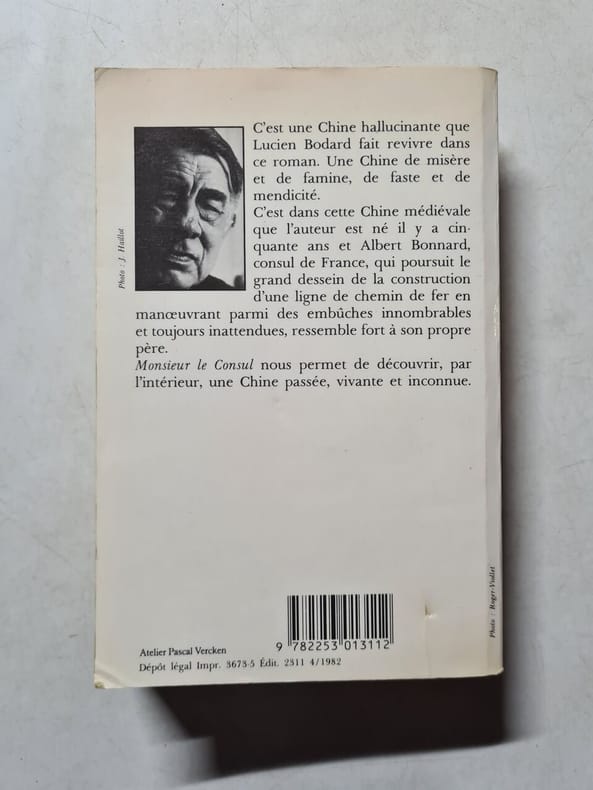 C'est une Chine hallucinante que
Lucien Bodard fait revivre dans
ce roman. Une Chine de misère
et de famine, de faste et de
mendicité.
C'est dans cette Chine médiévale
que l'auteur est né il y a cin-
quante ans et Albert Bonnard,
consul de France, qui poursuit le
grand dessein de la construction
d'une ligne de chemin de fer en
manœuvrant parmi des embûches innombrables
et toujours inattendues, ressemble fort à son propre
père.
Monsieur le Consul nous permet de découvrir, par
l'intérieur, une Chine passée, vivante et inconnue.
Photo : J. Haillot
9 782253 013112
Atelier Pascal Vercken
Dépôt légal Impr. 3673-5 Édit. 2311 4/1982
Photo : Roger-Viollet